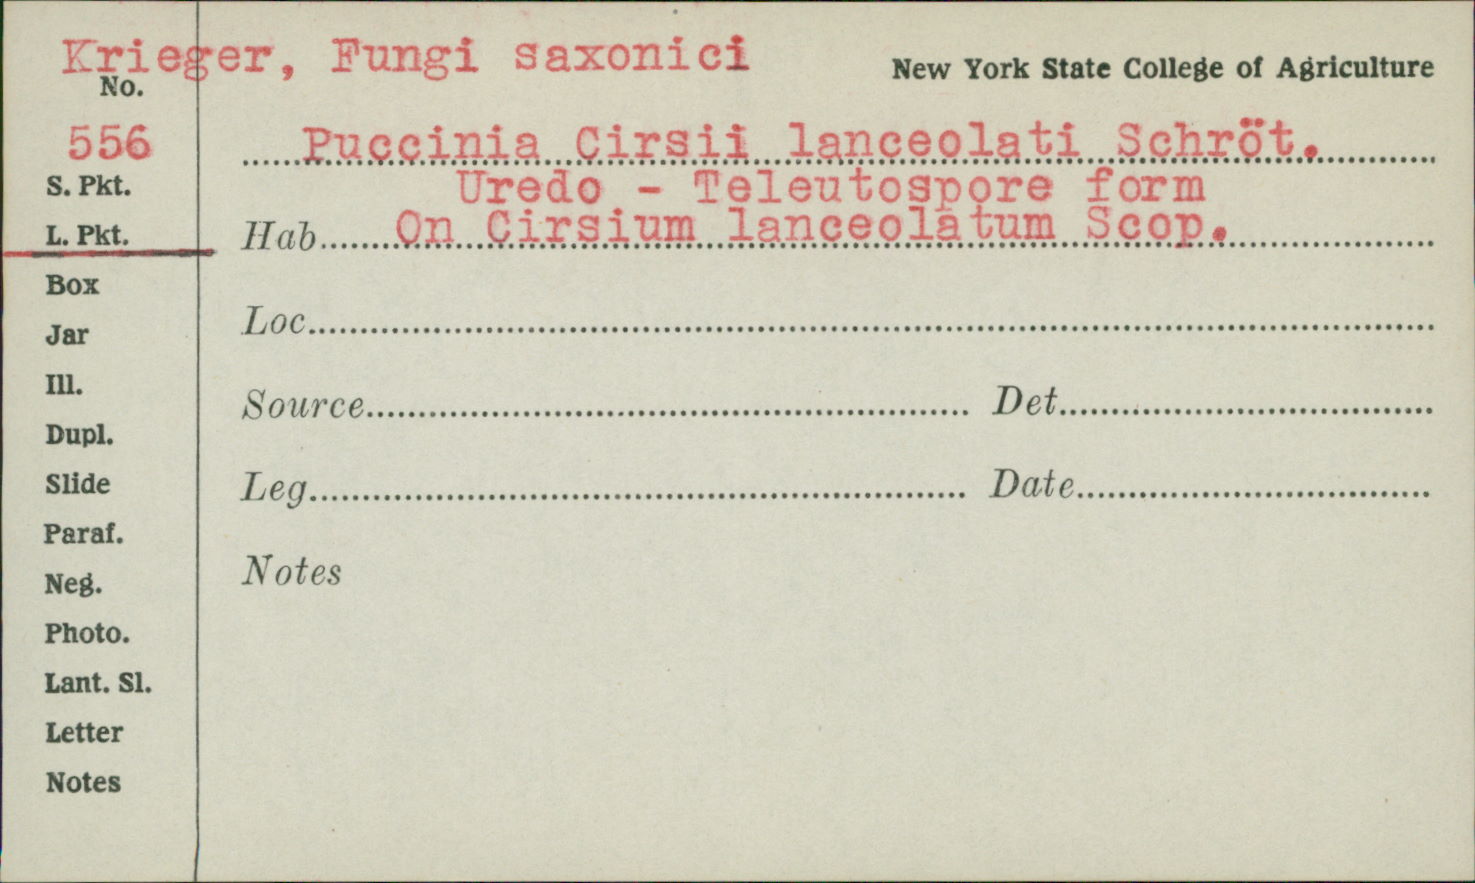 Krieger, Fungi saxonici
New York State College of Agriculture
No.
556
Puccinia Cirsii lanceolati Schröt.
S. Pkt.
Uredo - Teleutospore form
L. Pkt.
Hab. On Cirsium lanceolatum Scop.
Box
Loc.
Jar
Ill.
Source Det.
Dupl.
Slide
Leg. Date
Paraf.
Notes
Neg.
Photo.
Lant. Sl.
Letter
Notes